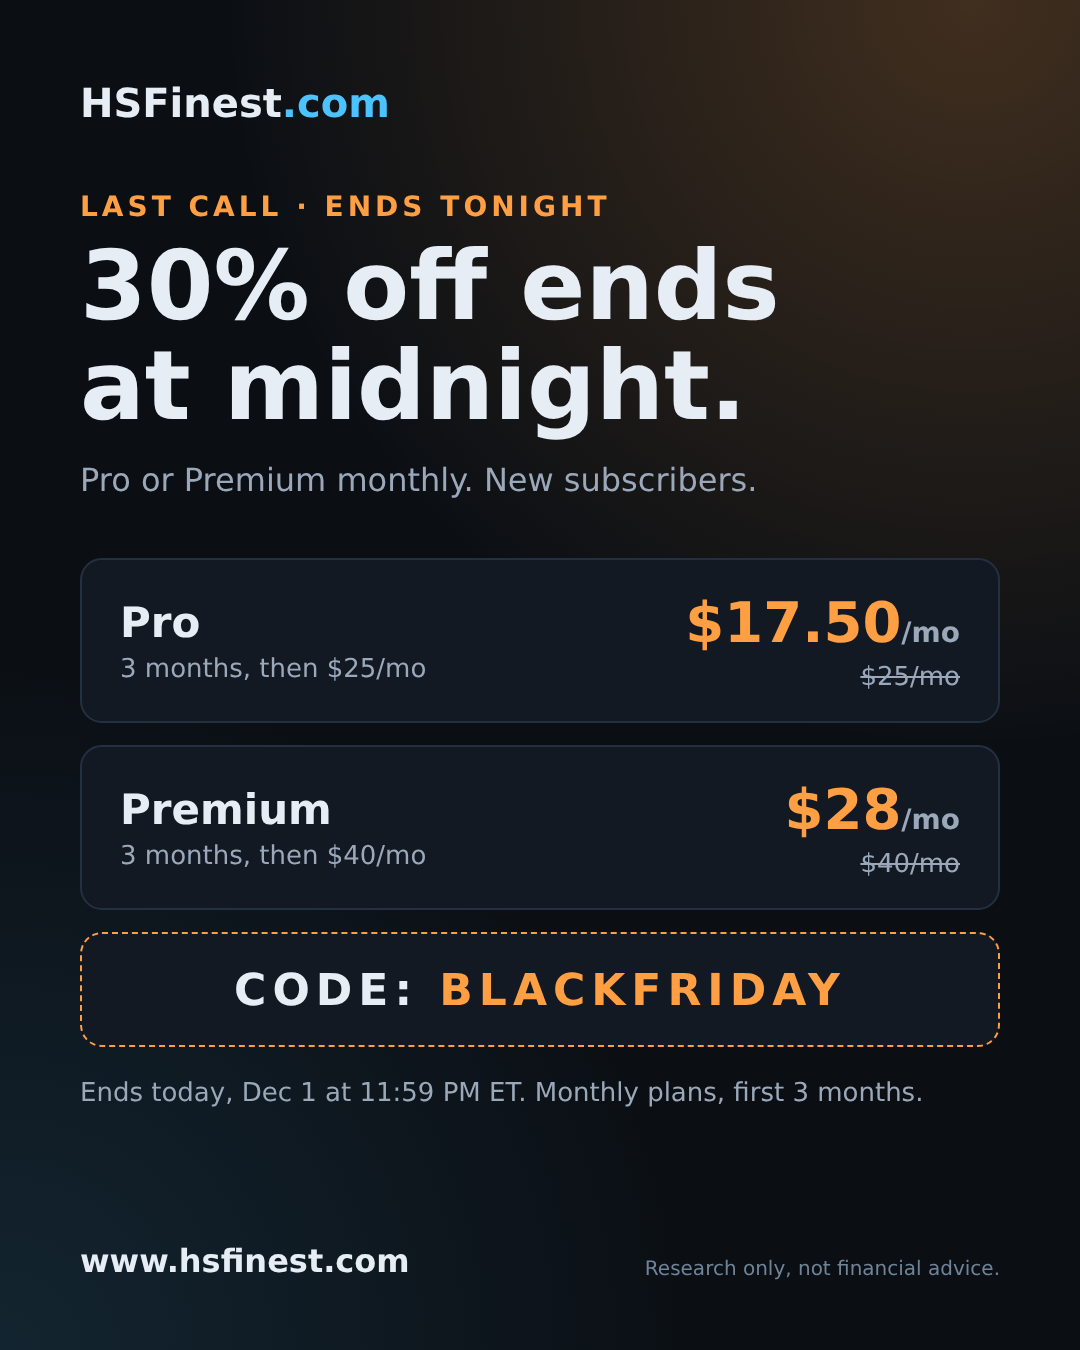 HSFinest.com
LAST CALL · ENDS TONIGHT
30% off ends
at midnight.
Pro or Premium monthly. New subscribers.
Pro
3 months, then $25/mo
$17.50/mo
$25/mo
Premium
3 months, then $40/mo
$28/mo
$40/mo
CODE: BLACKFRIDAY
Ends today, Dec 1 at 11:59 PM ET. Monthly plans, first 3 months.
www.hsfinest.com
Research only, not financial advice.